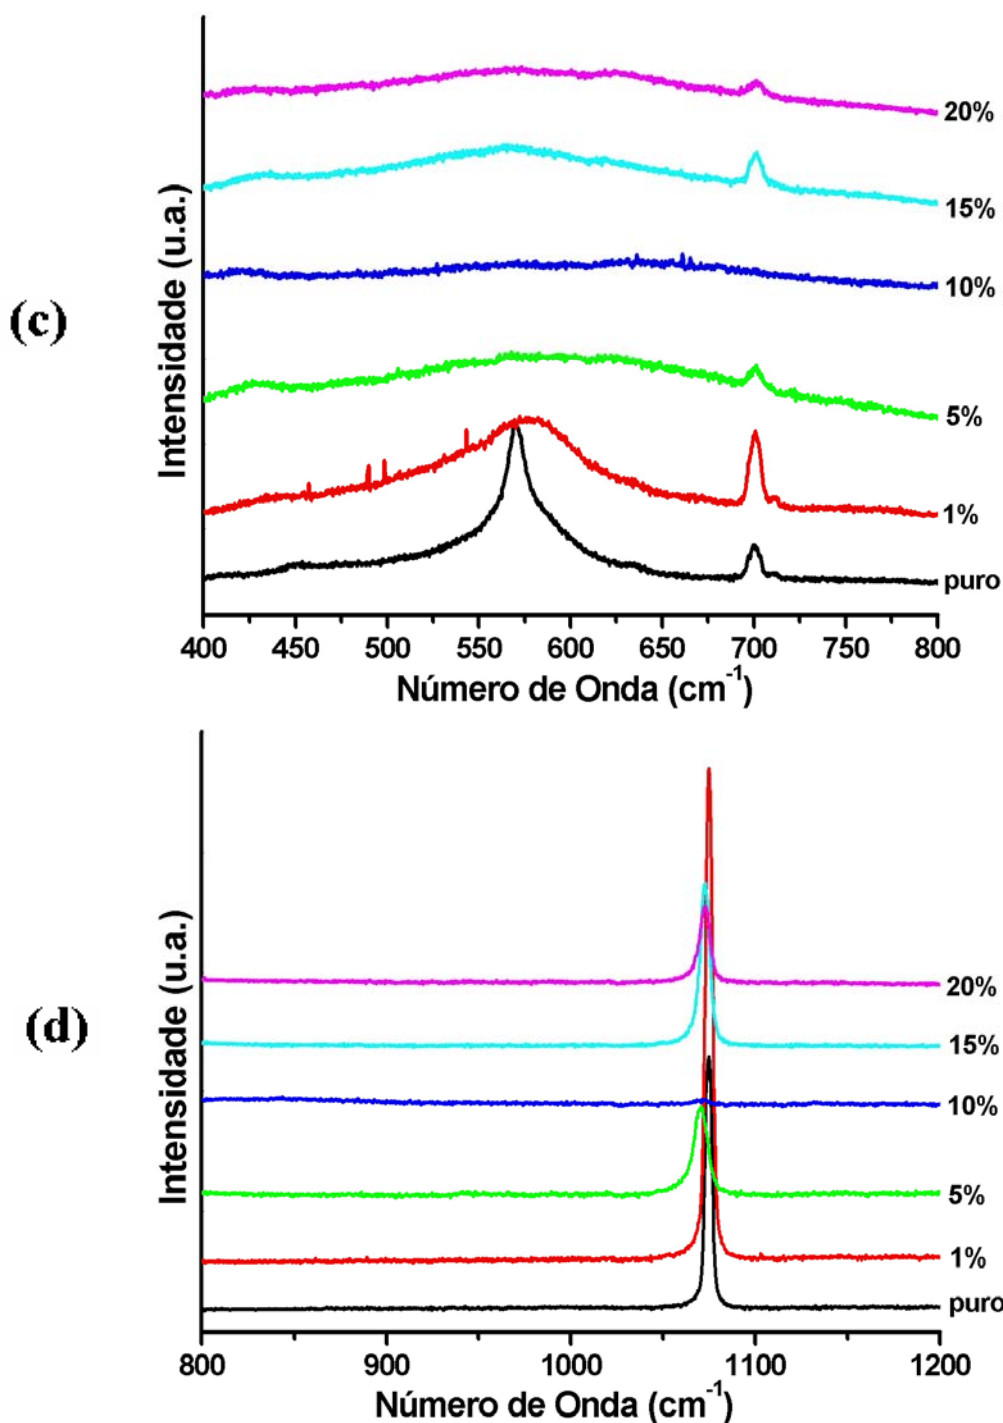 20%
15%
10%
5%
1%
puro
Intensidade (u.a.)
(c)
400 450 500 550 600 650 700 750 800
Número de Onda (cm⁻¹)
20%
15%
10%
5%
1%
puro
Intensidade (u.a.)
(d)
800 900 1000 1100 1200
Número de Onda (cm⁻¹)